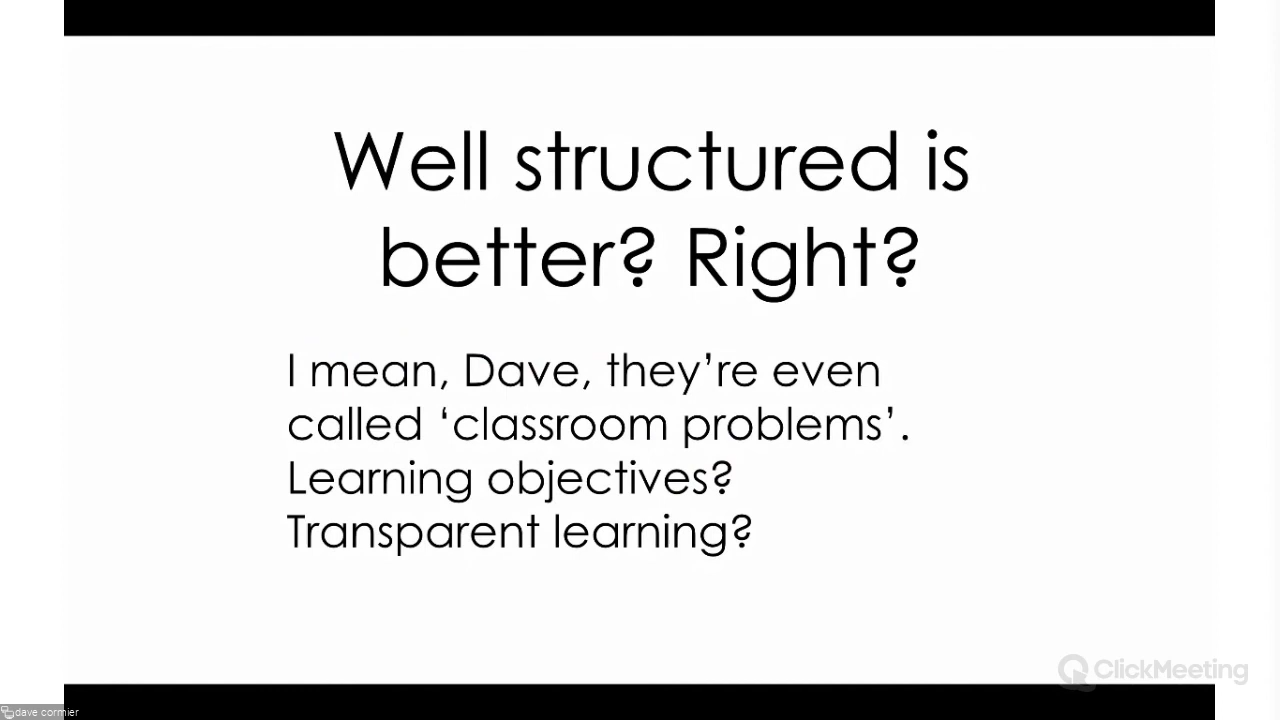 Well structured is
better? Right?
I mean, Dave, they’re even
called ‘classroom problems’.
Learning objectives?
Transparent learning?
ClickMeeting
dave cormier